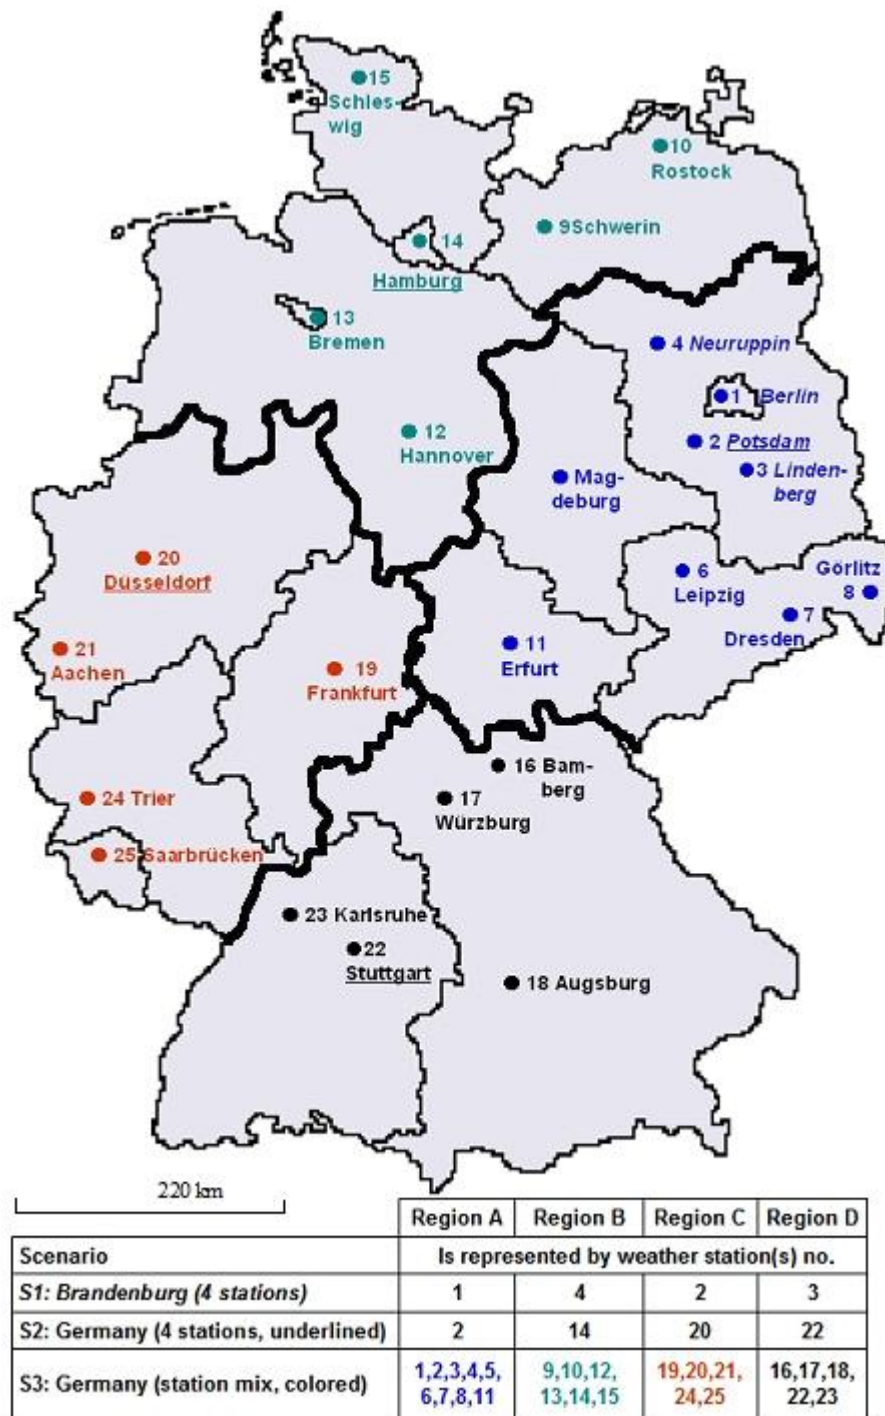 15
Schles-
wig
10
Rostock
9Schwerin
14
Hamburg
13
Bremen
4 Neuruppin
1 Berlin
12
Hannover
2 Potsdam
3 Linden-
berg
Mag-
deburg
20
Düsseldorf
6
Leipzig
Görlitz
8
7
Dresden
21
Aachen
19
Frankfurt
11
Erfurt
16 Bam-
berg
24 Trier
17
Würzburg
25 Saarbrücken
23 Karlsruhe
22
Stuttgart
18 Augsburg
220 km
Region A Region B Region C Region D
Scenario Is represented by weather station(s) no.
S1: Brandenburg (4 stations) 1 4 2 3
S2: Germany (4 stations, underlined) 2 14 20 22
S3: Germany (station mix, colored) 1,2,3,4,5, 9,10,12, 19,20,21, 16,17,18,
6,7,8,11 13,14,15 24,25 22,23